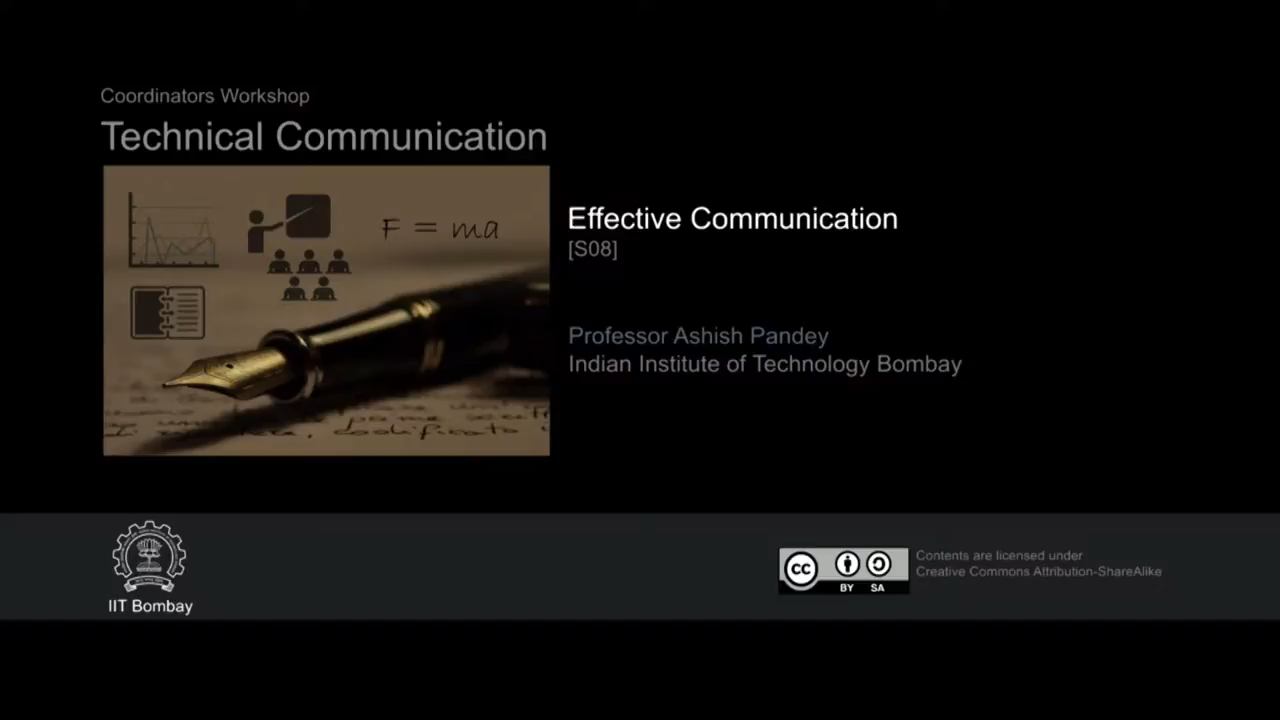 Coordinators Workshop
Technical Communication
F = ma
Effective Communication
[S08]
Professor Ashish Pandey
Indian Institute of Technology Bombay
IIT Bombay
cc
BY SA
Contents are licensed under
Creative Commons Attribution-ShareAlike